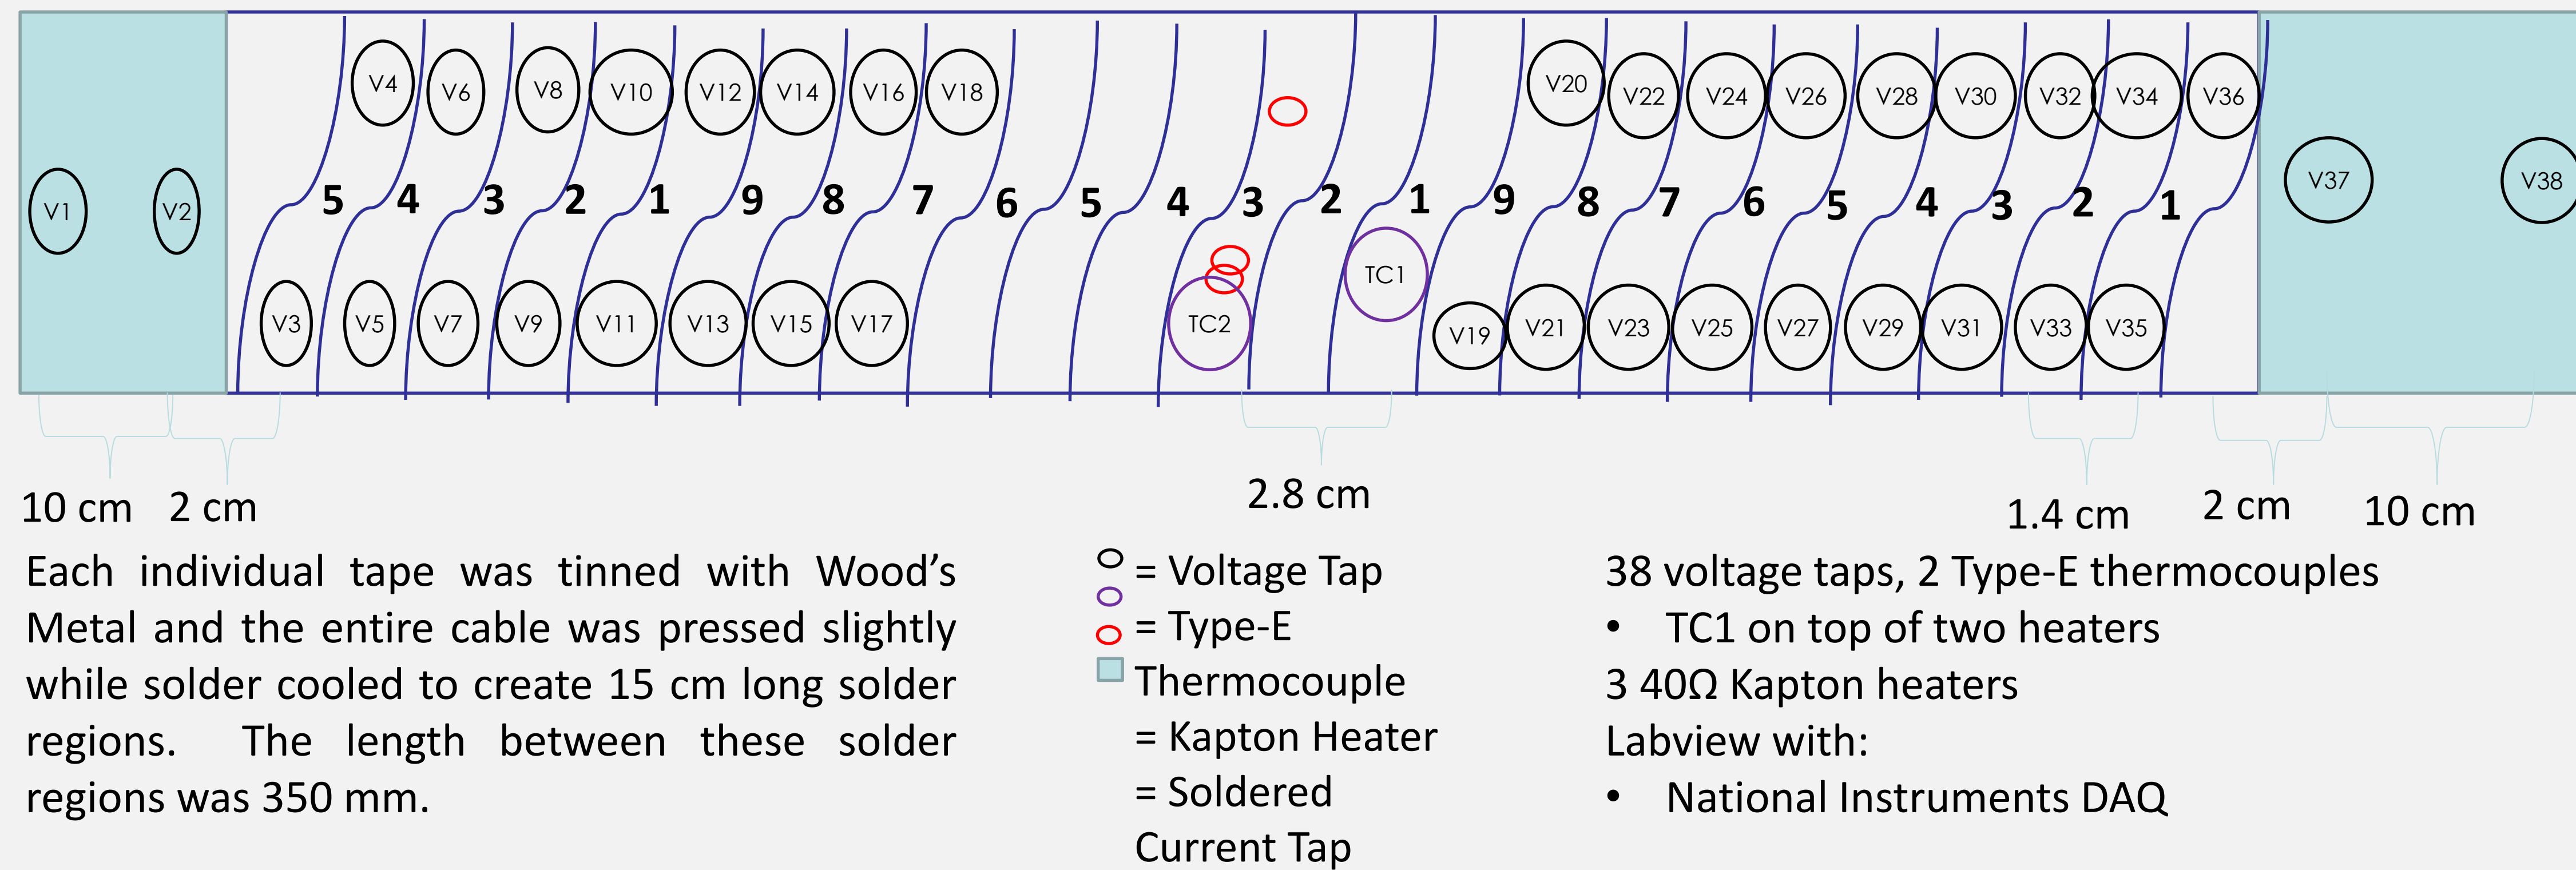 V4 V6 V8 V10 V12 V14 V16 V18 V20 V22 V24 V26 V28 V30 V32 V34 V36
V1 V2 5 4 3 2 1 9 8 7 6 5 4 3 2 1 9 8 7 6 5 4 3 2 1 V37 V38
TC1
V3 V5 V7 V9 V11 V13 V15 V17 TC2 V19 V21 V23 V25 V27 V29 V31 V33 V35
10 cm 2 cm 2.8 cm 1.4 cm 2 cm 10 cm
Each individual tape was tinned with Wood’s
Metal and the entire cable was pressed slightly
while solder cooled to create 15 cm long solder
regions. The length between these solder
regions was 350 mm.
= Voltage Tap
= Type-E
Thermocouple
= Kapton Heater
= Soldered
Current Tap
38 voltage taps, 2 Type-E thermocouples
• TC1 on top of two heaters
3 40Ω Kapton heaters
Labview with:
• National Instruments DAQ